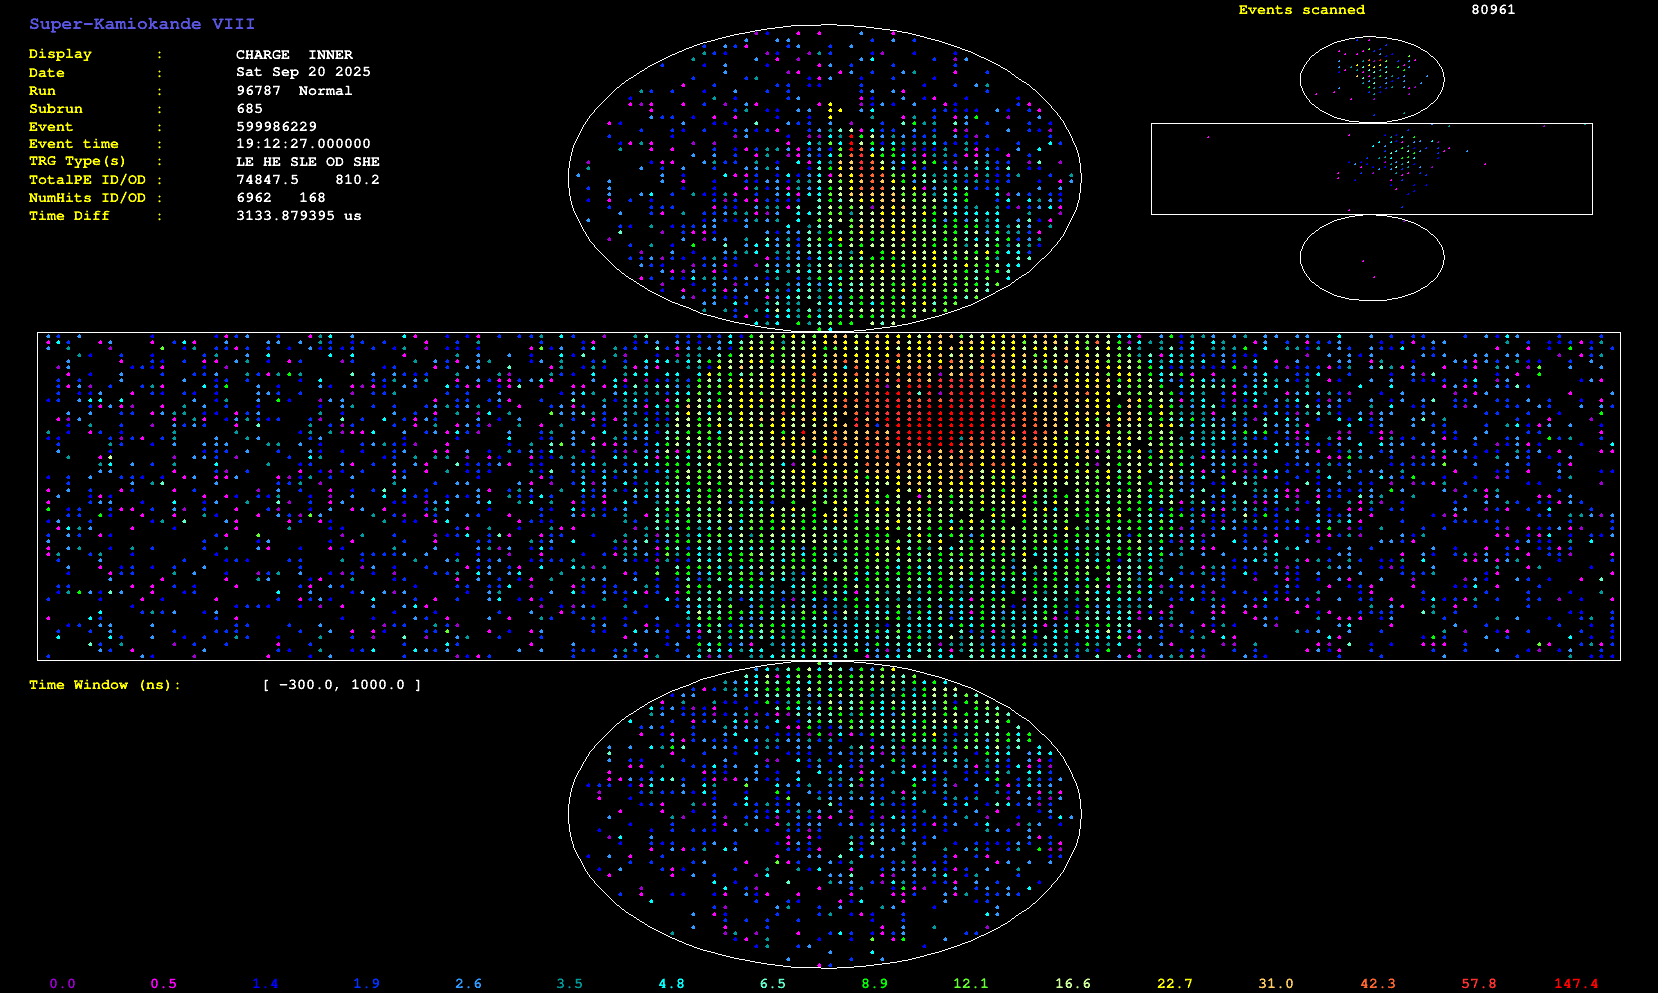 Super-Kamiokande VIII
Display : CHARGE INNER
Date : Sat Sep 20 2025
Run : 96787 Normal
Subrun : 685
Event : 599986229
Event time : 19:12:27.000000
TRG Type(s) : LE HE SLE OD SHE
TotalPE ID/OD : 74847.5 810.2
NumHits ID/OD : 6962 168
Time Diff : 3133.879395 us
Events scanned 80961
Time Window (ns): [ -300.0, 1000.0 ]
0.0 0.5 1.4 1.9 2.6 3.5 4.8 6.5 8.9 12.1 16.6 22.7 31.0 42.3 57.8 147.4